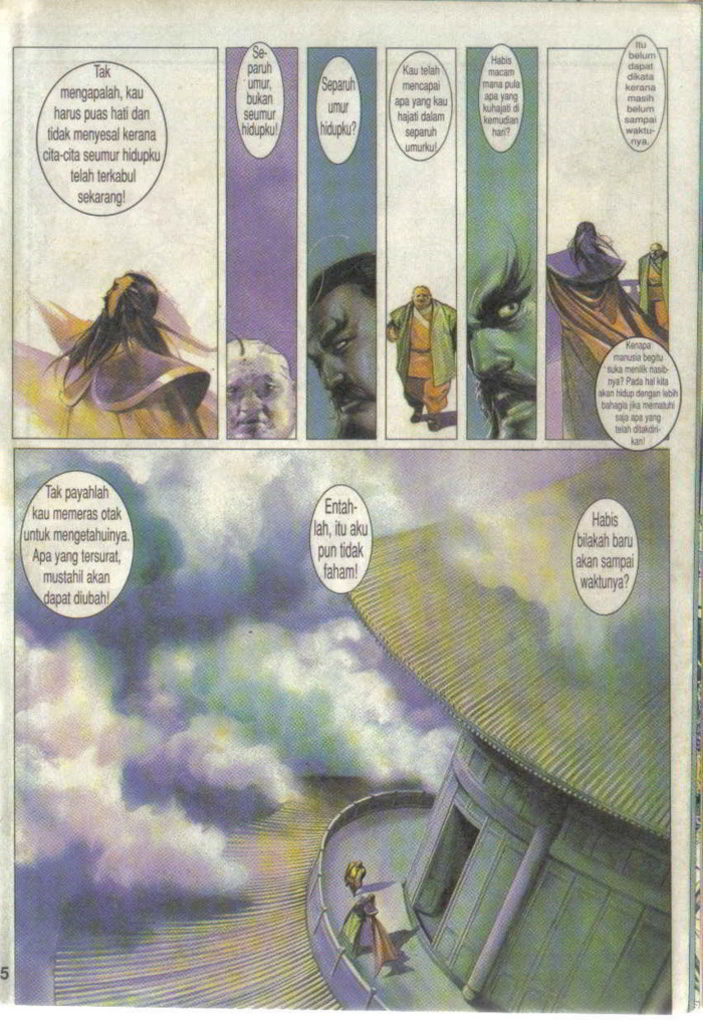 Tak
mengapalah, kau
harus puas hati dan
tidak menyesal kerana
cita-cita seumur hidupku
telah terkabul
sekarang!
Se-
paruh
umur,
bukan
seumur
hidupku!
Separuh
umur
hidupku?
Kau telah
mencapai
apa yang kau
hajati dalam
separuh
umurku!
Habis
macam
mana pula
apa yang
kuhajati di
kemudian
hari?
Itu
belum
dapat
dikata
kerana
masih
belum
sampai
waktu-
nya.
Kenapa
manusia begitu
suka menilik nasib-
nya? Pada hal kita
akan hidup dengan lebih
bahagia jika mematuhi
saja apa yang
telah ditakdir-
kan!
Habis
bilakah baru
akan sampai
waktunya?
Entah-
lah, itu aku
pun tidak
faham!
Tak payahlah
kau memeras otak
untuk mengetahuinya.
Apa yang tersurat,
mustahil akan
dapat diubah!
5